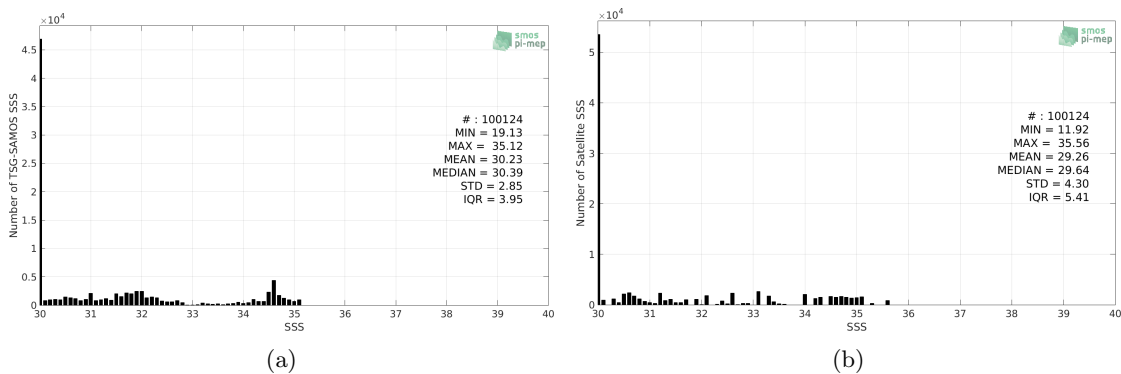 ×10⁴
4.5
4
3.5
3
2.5
2
1.5
1
0.5
0
Number of TSG-SAMOS SSS
smos
pi-mep
# : 100124
MIN = 19.13
MAX = 35.12
MEAN = 30.23
MEDIAN = 30.39
STD = 2.85
IQR = 3.95
30 31 32 33 34 35 36 37 38 39 40
SSS
(a)
×10⁴
5
4
3
2
1
0
Number of Satellite SSS
smos
pi-mep
# : 100124
MIN = 11.92
MAX = 35.56
MEAN = 29.26
MEDIAN = 29.64
STD = 4.30
IQR = 5.41
30 31 32 33 34 35 36 37 38 39 40
SSS
(b)